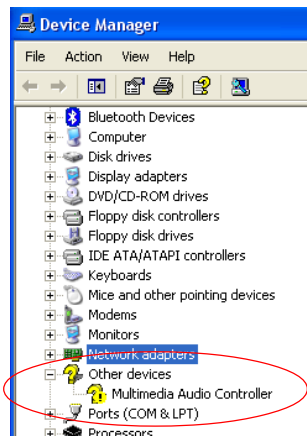 Device Manager
File Action View Help
Bluetooth Devices
Computer
Disk drives
Display adapters
DVD/CD-ROM drives
Floppy disk controllers
Floppy disk drives
IDE ATA/ATAPI controllers
Keyboards
Mice and other pointing devices
Modems
Monitors
Network adapters
Other devices
Multimedia Audio Controller
Ports (COM & LPT)
Processors